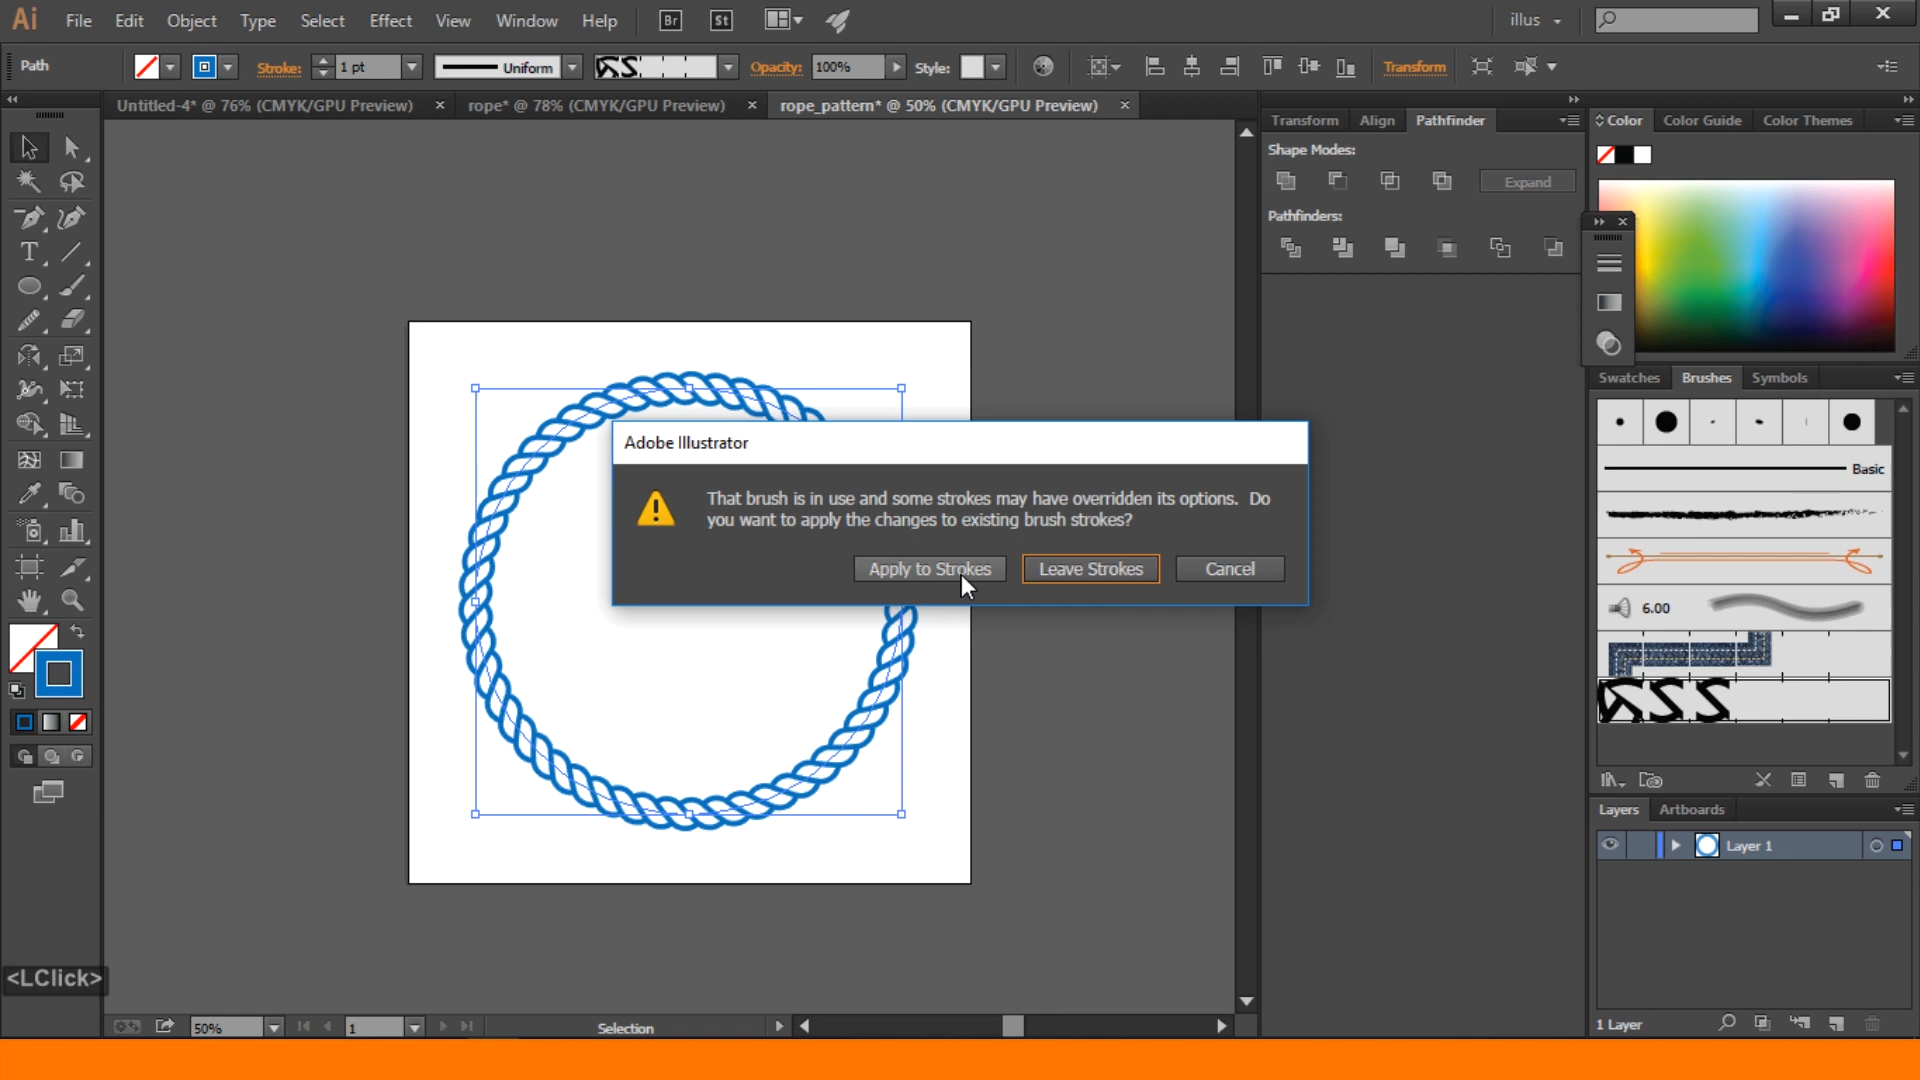 Ai File Edit Object Type Select Effect View Window Help Br St illus
Path Stroke: 1 pt Uniform Opacity: 100% Style: Transform
Untitled-4* @ 76% (CMYK/GPU Preview) × rope* @ 78% (CMYK/GPU Preview) × rope_pattern* @ 50% (CMYK/GPU Preview) ×
Transform Align Pathfinder
Shape Modes:
Expand
Pathfinders:
Color Color Guide Color Themes
Swatches Brushes Symbols
Basic
6.00
Layers Artboards
Layer 1
1 Layer
Adobe Illustrator
That brush is in use and some strokes may have overridden its options. Do
you want to apply the changes to existing brush strokes?
Apply to Strokes Leave Strokes Cancel
<LClick>
50% 1 Selection